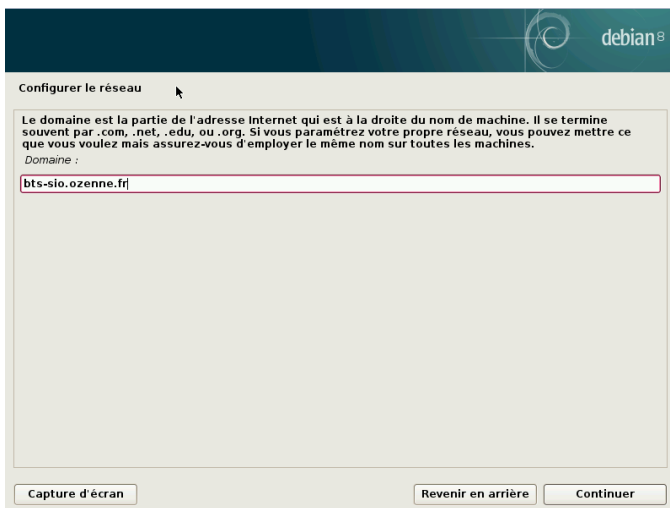 debian 8
Configurer le réseau
Le domaine est la partie de l'adresse Internet qui est à la droite du nom de machine. Il se termine
souvent par .com, .net, .edu, ou .org. Si vous paramétrez votre propre réseau, vous pouvez mettre ce
que vous voulez mais assurez-vous d'employer le même nom sur toutes les machines.
Domaine :
bts-sio.ozenne.fr
Capture d'écran
Revenir en arrière
Continuer